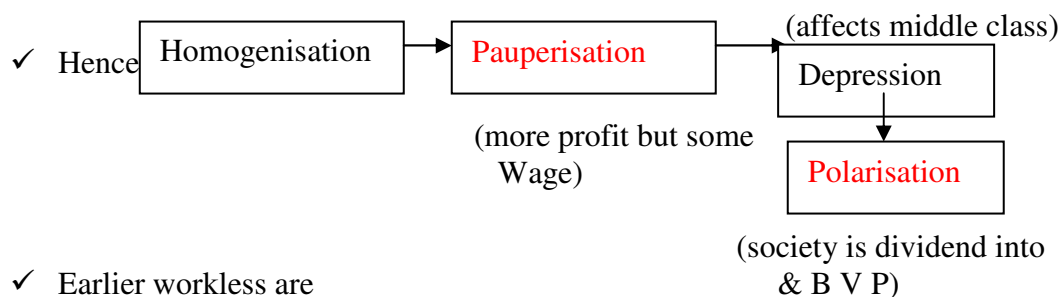 (affects middle class)
✓ Hence Homogenisation Pauperisation
Depression
(more profit but some
Wage)
Polarisation
(society is dividend into
& B V P)
✓ Earlier workless are